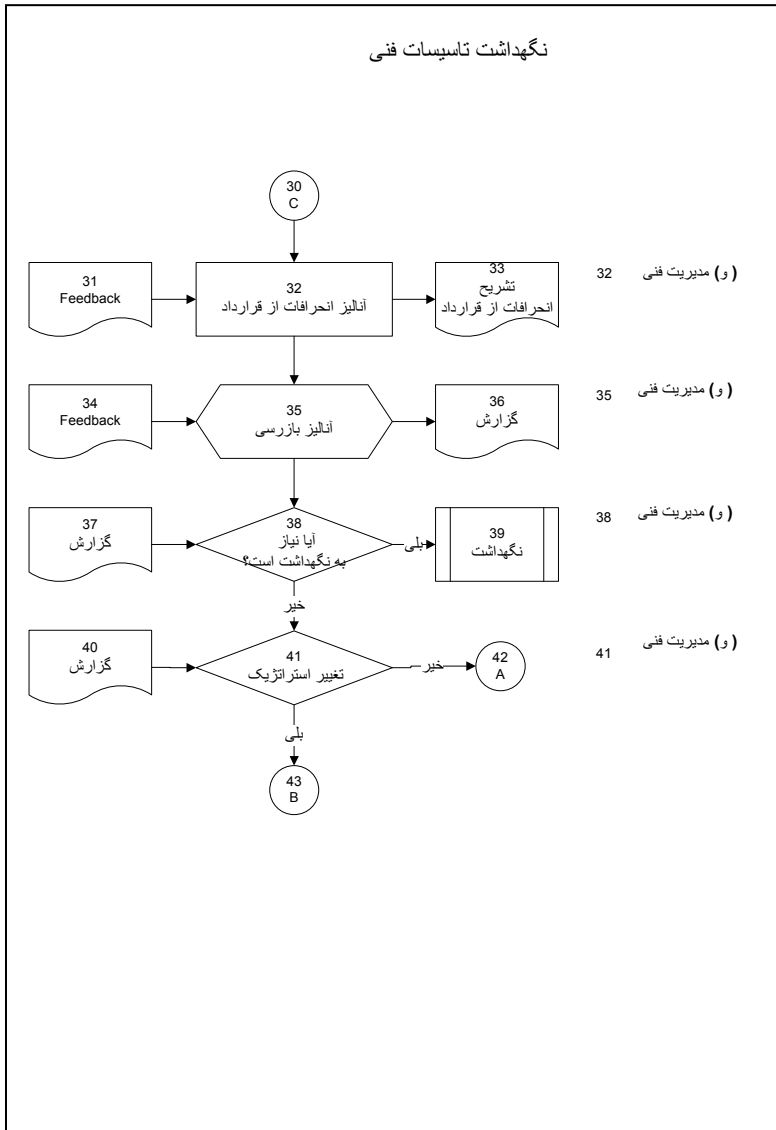 نگهداشت تاسیسات فنی
30
C
31
Feedback
32
آنالیز انحرافات از قرارداد
33
تشریح
انحرافات از قرارداد
32 ( و) مدیریت فنی
34
Feedback
35
آنالیز بازرسی
36
گزارش
35 ( و) مدیریت فنی
37
گزارش
38
آیا نیاز
به نگهداشت است؟
بلی
39
نگهداشت
38 ( و) مدیریت فنی
خیر
40
گزارش
41
تغییر استراتژیک
خیر
42
A
41 ( و) مدیریت فنی
بلی
43
B